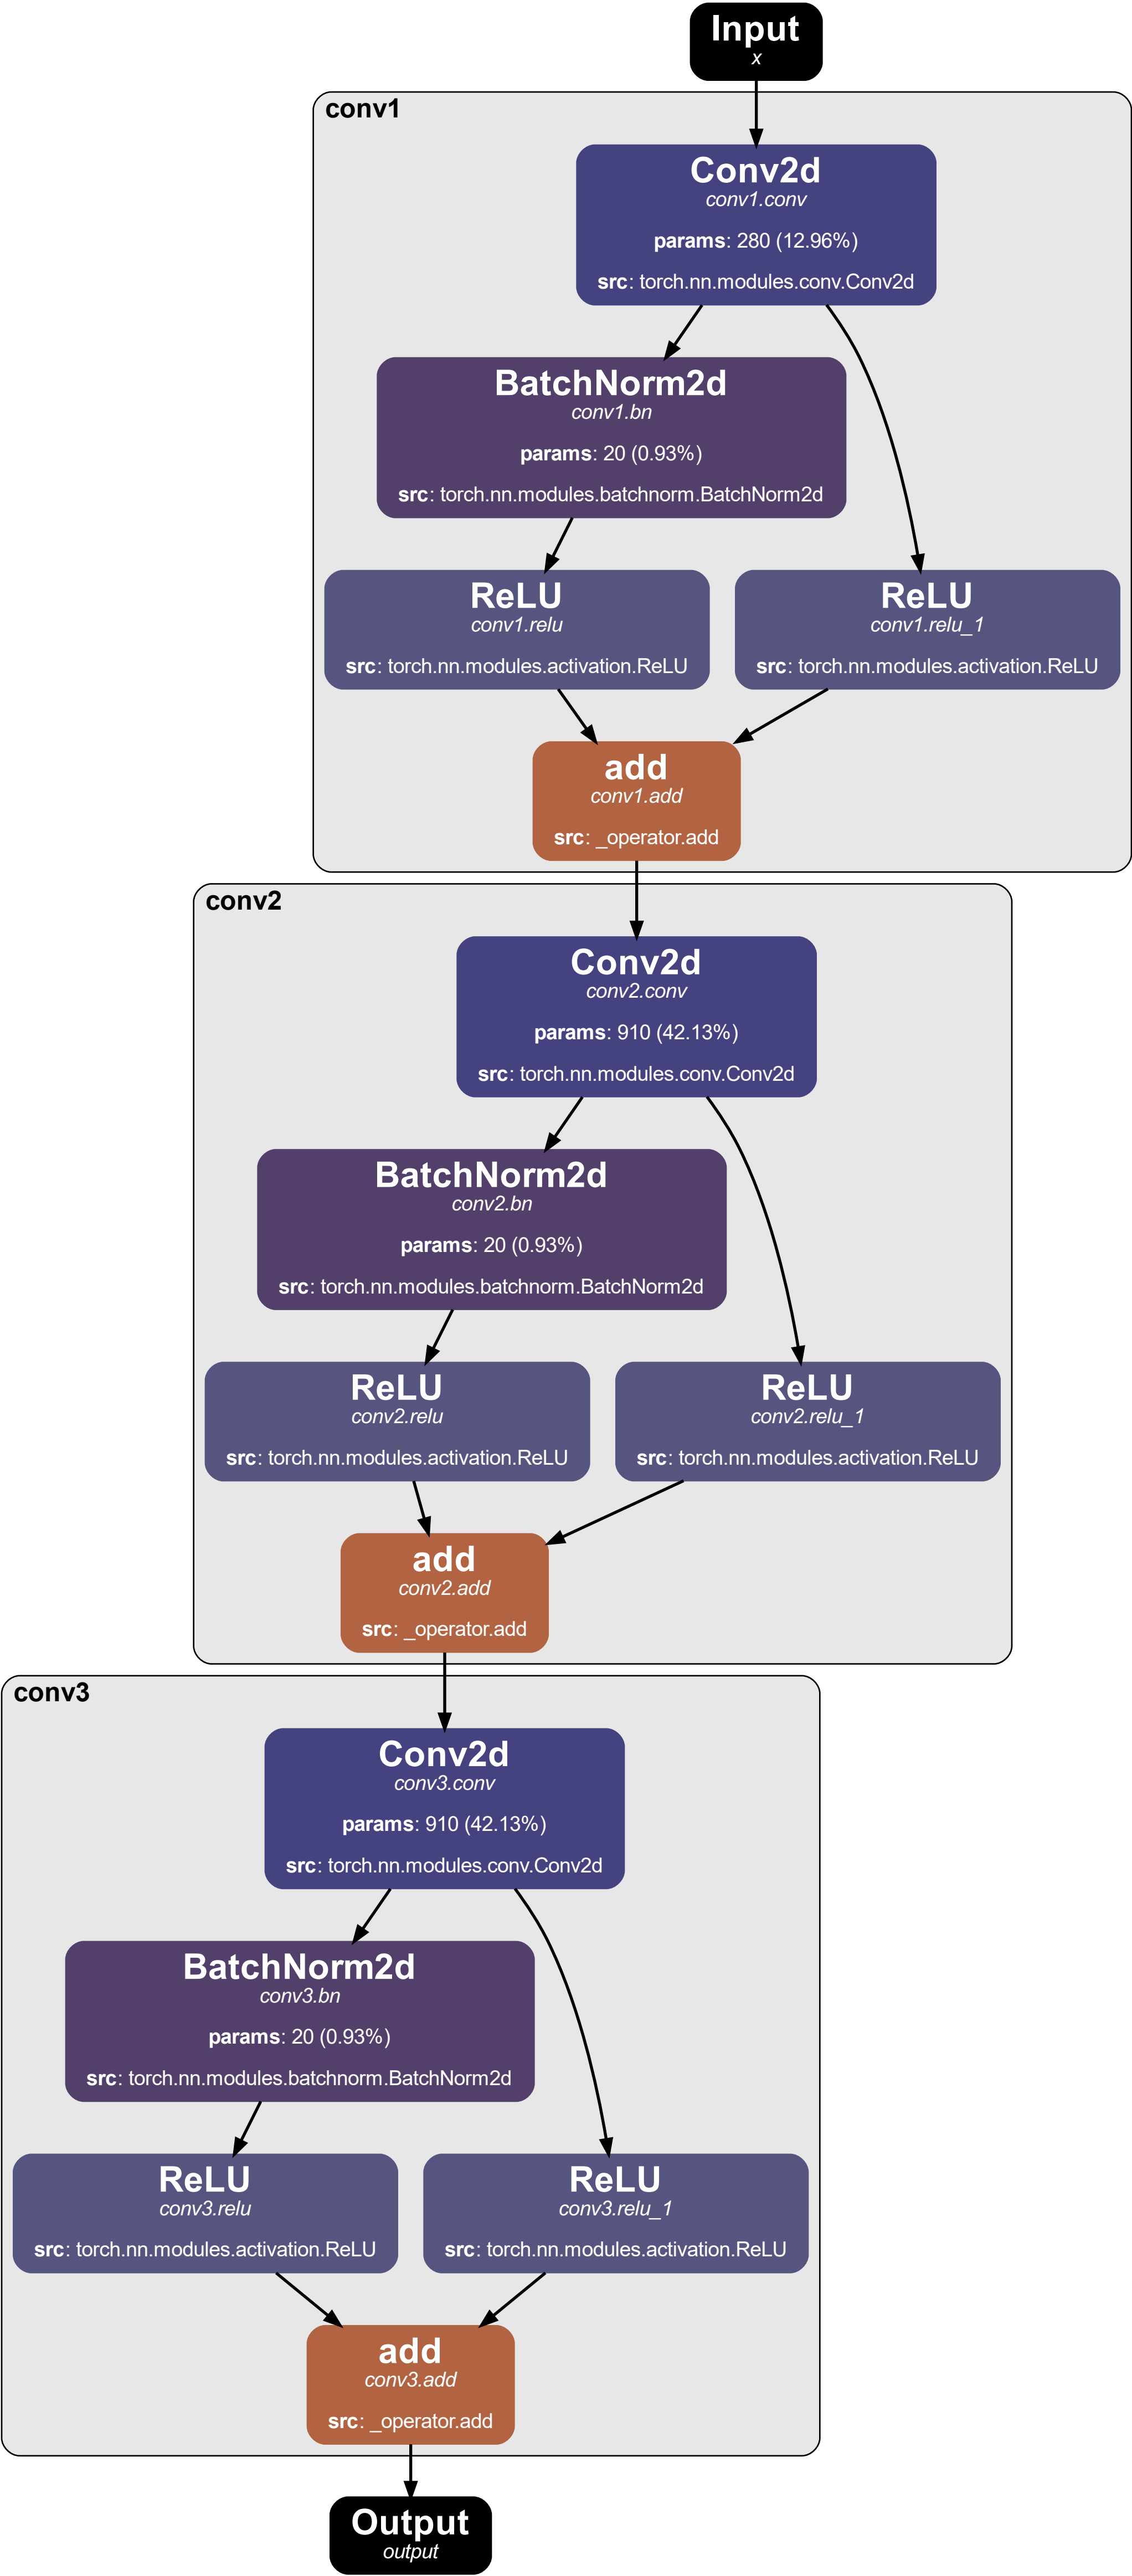 Input
x
conv1
Conv2d
conv1.conv
params: 280 (12.96%)
src: torch.nn.modules.conv.Conv2d
BatchNorm2d
conv1.bn
params: 20 (0.93%)
src: torch.nn.modules.batchnorm.BatchNorm2d
ReLU
conv1.relu
src: torch.nn.modules.activation.ReLU
ReLU
conv1.relu_1
src: torch.nn.modules.activation.ReLU
add
conv1.add
src: _operator.add
conv2
Conv2d
conv2.conv
params: 910 (42.13%)
src: torch.nn.modules.conv.Conv2d
BatchNorm2d
conv2.bn
params: 20 (0.93%)
src: torch.nn.modules.batchnorm.BatchNorm2d
ReLU
conv2.relu
src: torch.nn.modules.activation.ReLU
ReLU
conv2.relu_1
src: torch.nn.modules.activation.ReLU
add
conv2.add
src: _operator.add
conv3
Conv2d
conv3.conv
params: 910 (42.13%)
src: torch.nn.modules.conv.Conv2d
BatchNorm2d
conv3.bn
params: 20 (0.93%)
src: torch.nn.modules.batchnorm.BatchNorm2d
ReLU
conv3.relu
src: torch.nn.modules.activation.ReLU
ReLU
conv3.relu_1
src: torch.nn.modules.activation.ReLU
add
conv3.add
src: _operator.add
Output
output